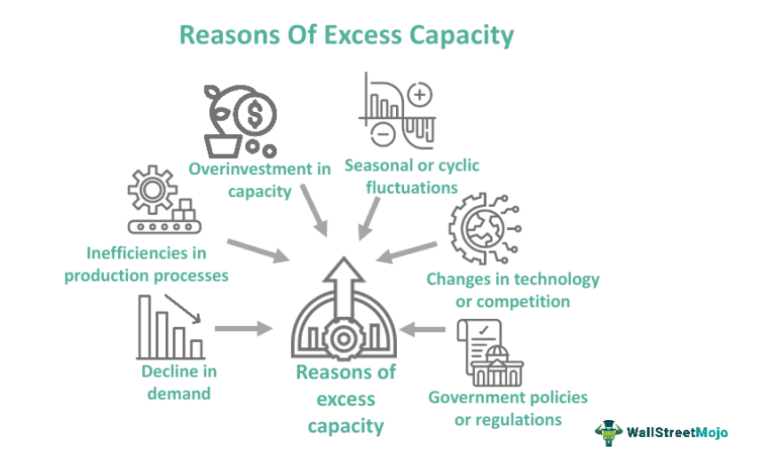 Reasons Of Excess Capacity
Overinvestment in
capacity
Seasonal or cyclic
fluctuations
Inefficiencies in
production processes
Changes in technology
or competition
Decline in
demand
Reasons of
excess
capacity
Government policies
or regulations
WallStreetMojo